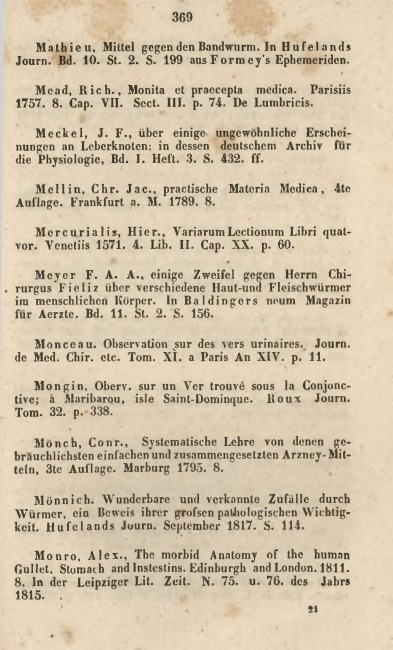 369
Mathieu, Mittel gegen den Bandwurm. In Hufelands
Journ. Bd. 10. St. 2. S. 199 aus Formey's Ephemeriden.
Mead, Rich., Monita et praecepta medica. Parisiis
1757. 8. Cap. VII. Sect. III. p. 74. De Lumbricis.
Meckel, J. F., über einige ungewöhnliche Erschei-
nungen an Leberknoten: in dessen deutschem Archiv für
die Physiologie, Bd. I. Heft. 3. S. 432. ff.
Mellin, Chr. Jac., practische Materia Medica, 4te
Auflage. Frankfurt a. M. 1789. 8.
Mercurialis, Hier., Variarum Lectionum Libri quat-
vor. Venetiis 1571. 4. Lib. II. Cap. XX. p. 60.
Meyer F. A. A., einige Zweifel gegen Herrn Chi-
rurgus Fieliz über verschiedene Haut-und Fleischwürmer
im menschlichen Körper. In Baldingers neum Magazin
für Aerzte. Bd. 11. St. 2. S. 156.
Monceau. Observation sur des vers urinaires. Journ.
de Med. Chir. etc. Tom. XI. a Paris An XIV. p. 11.
Mongin, Oberv. sur un Ver trouvé sous la Conjonc-
tive; à Maribarou, isle Saint-Dominque. Roux Journ.
Tom. 32. p. 338.
Mönch, Conr., Systematische Lehre von denen ge-
bräuchlichsten einfachen und zusammengesetzten Arzney-Mit-
teln, 3te Auflage. Marburg 1795. 8.
Mönnich. Wunderbare und verkannte Zufälle durch
Würmer, ein Beweis ihrer grofsen pathologischen Wichtig-
keit. Hufelands Journ. September 1817. S. 114.
Monro, Alex., The morbid Anatomy of the human
Gullet, Stomach and Instestins. Edinburgh and London. 1811.
8. In der Leipziger Lit. Zeit. N. 75. u. 76. des Jahrs
1815.
24